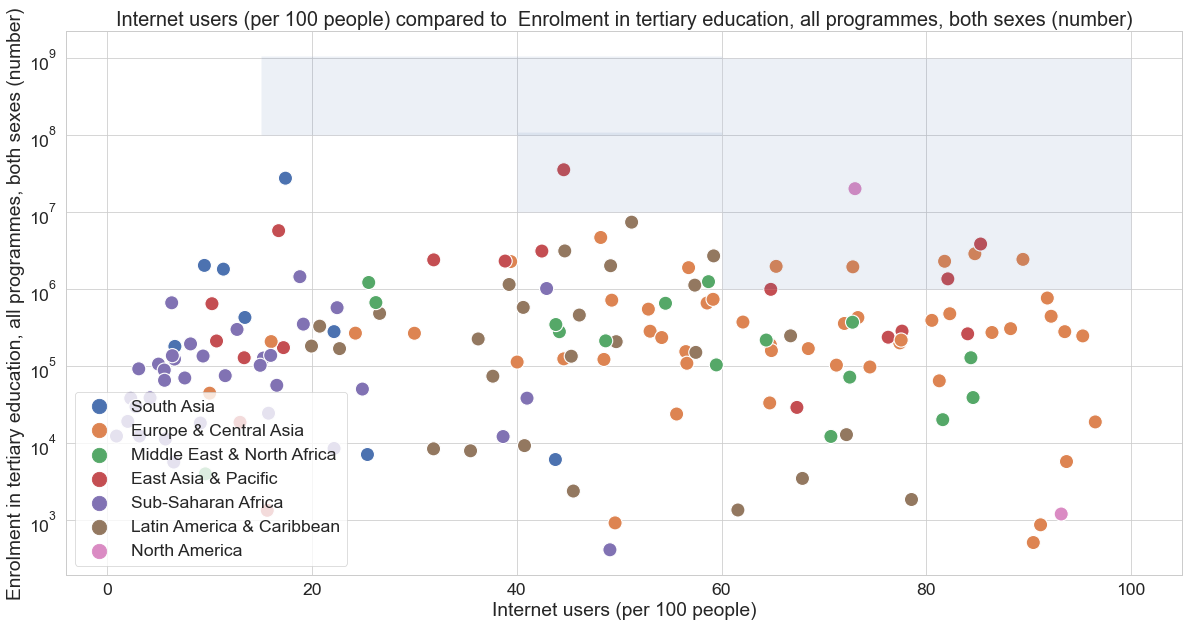 Internet users (per 100 people) compared to  Enrolment in tertiary education, all programmes, both sexes (number)
Enrolment in tertiary education, all programmes, both sexes (number)
10^9
10^8
10^7
10^6
10^5
10^4
10^3
South Asia
Europe & Central Asia
Middle East & North Africa
East Asia & Pacific
Sub-Saharan Africa
Latin America & Caribbean
North America
0 20 40 60 80 100
Internet users (per 100 people)